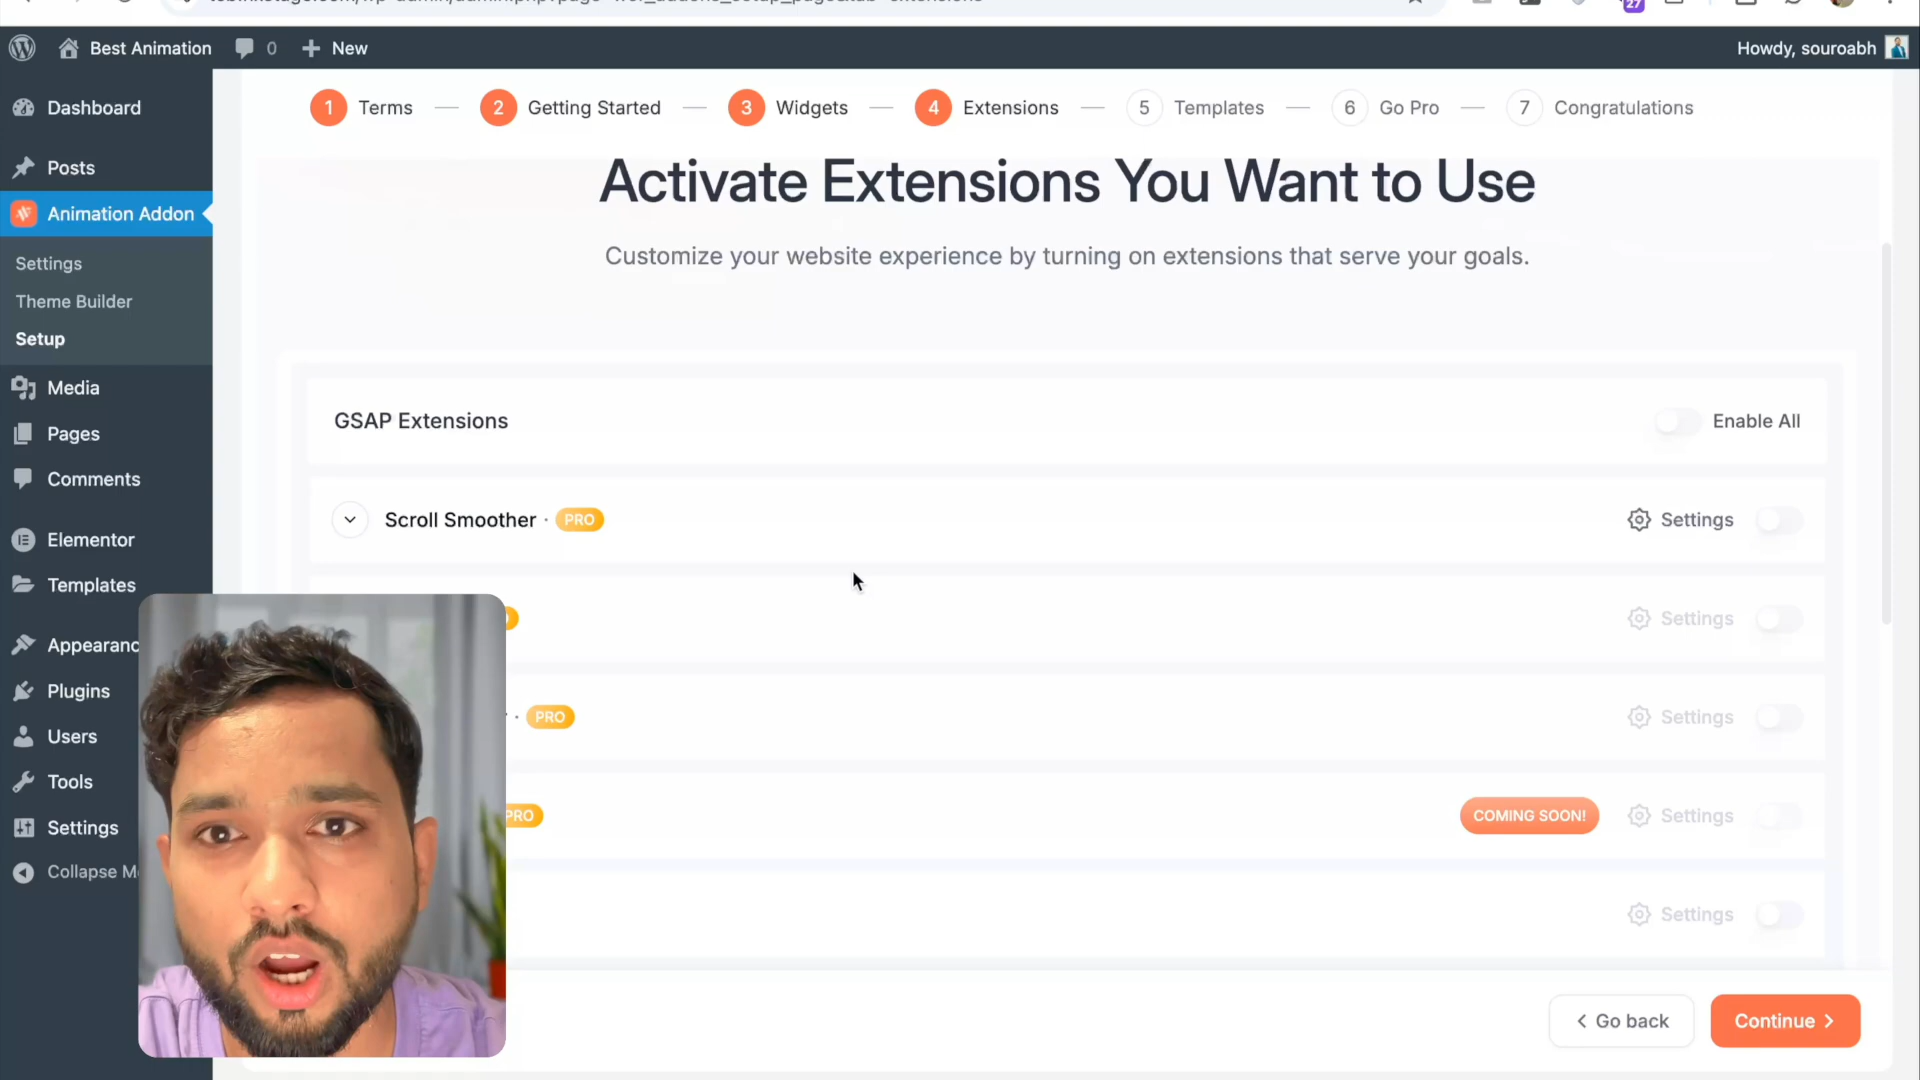 27
Best Animation
0
New
Howdy, souroabh
Dashboard
Posts
Animation Addon
Settings
Theme Builder
Setup
Media
Pages
Comments
Elementor
Templates
Plugins
Users
Tools
Settings
Collapse
1 Terms
2 Getting Started
3 Widgets
4 Extensions
5 Templates
6 Go Pro
7 Congratulations
Activate Extensions You Want to Use
Customize your website experience by turning on extensions that serve your goals.
GSAP Extensions
Enable All
Scroll Smoother · PRO
Settings
Settings
PRO
Settings
PRO
COMING SOON!
Settings
Settings
Go back
Continue